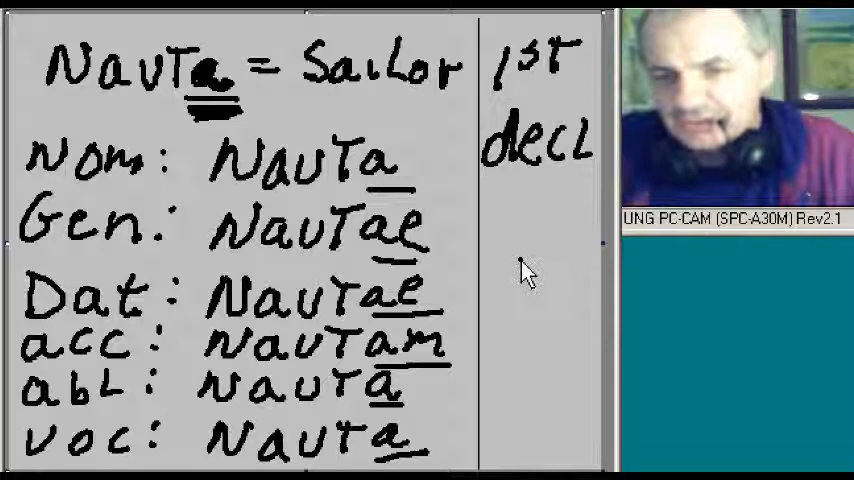 Nauta = Sailor
1st
decl
Nom: Nauta
Gen: Nautae
Dat: Nautae
acc: Nautam
abl: Nauta
voc: Nauta
UNG PC-CAM (SPC-A30M) Rev2.1